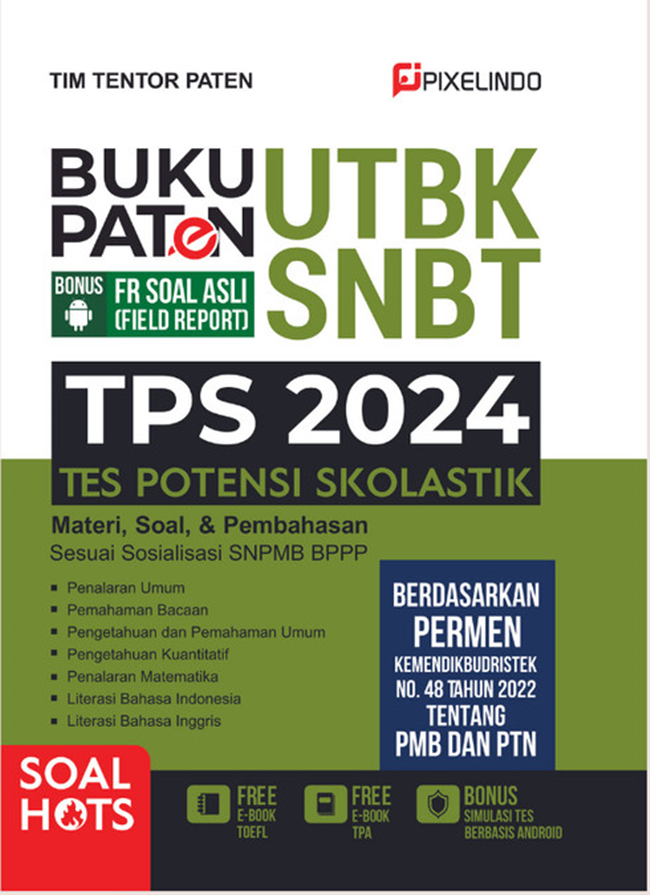 TIM TENTOR PATEN
PIXELINDO
BUKU
PATeN
UTBK
SNBT
BONUS
FR SOAL ASLI
(FIELD REPORT)
TPS 2024
TES POTENSI SKOLASTIK
Materi, Soal, & Pembahasan
Sesuai Sosialisasi SNPMB BPPP
Penalaran Umum
Pemahaman Bacaan
Pengetahuan dan Pemahaman Umum
Pengetahuan Kuantitatif
Penalaran Matematika
Literasi Bahasa Indonesia
Literasi Bahasa Inggris
BERDASARKAN
PERMEN
KEMENDIKBUDRISTEK
NO. 48 TAHUN 2022
TENTANG
PMB DAN PTN
SOAL
HOTS
FREE
E-BOOK
TOEFL
FREE
E-BOOK
TPA
BONUS
SIMULASI TES
BERBASIS ANDROID